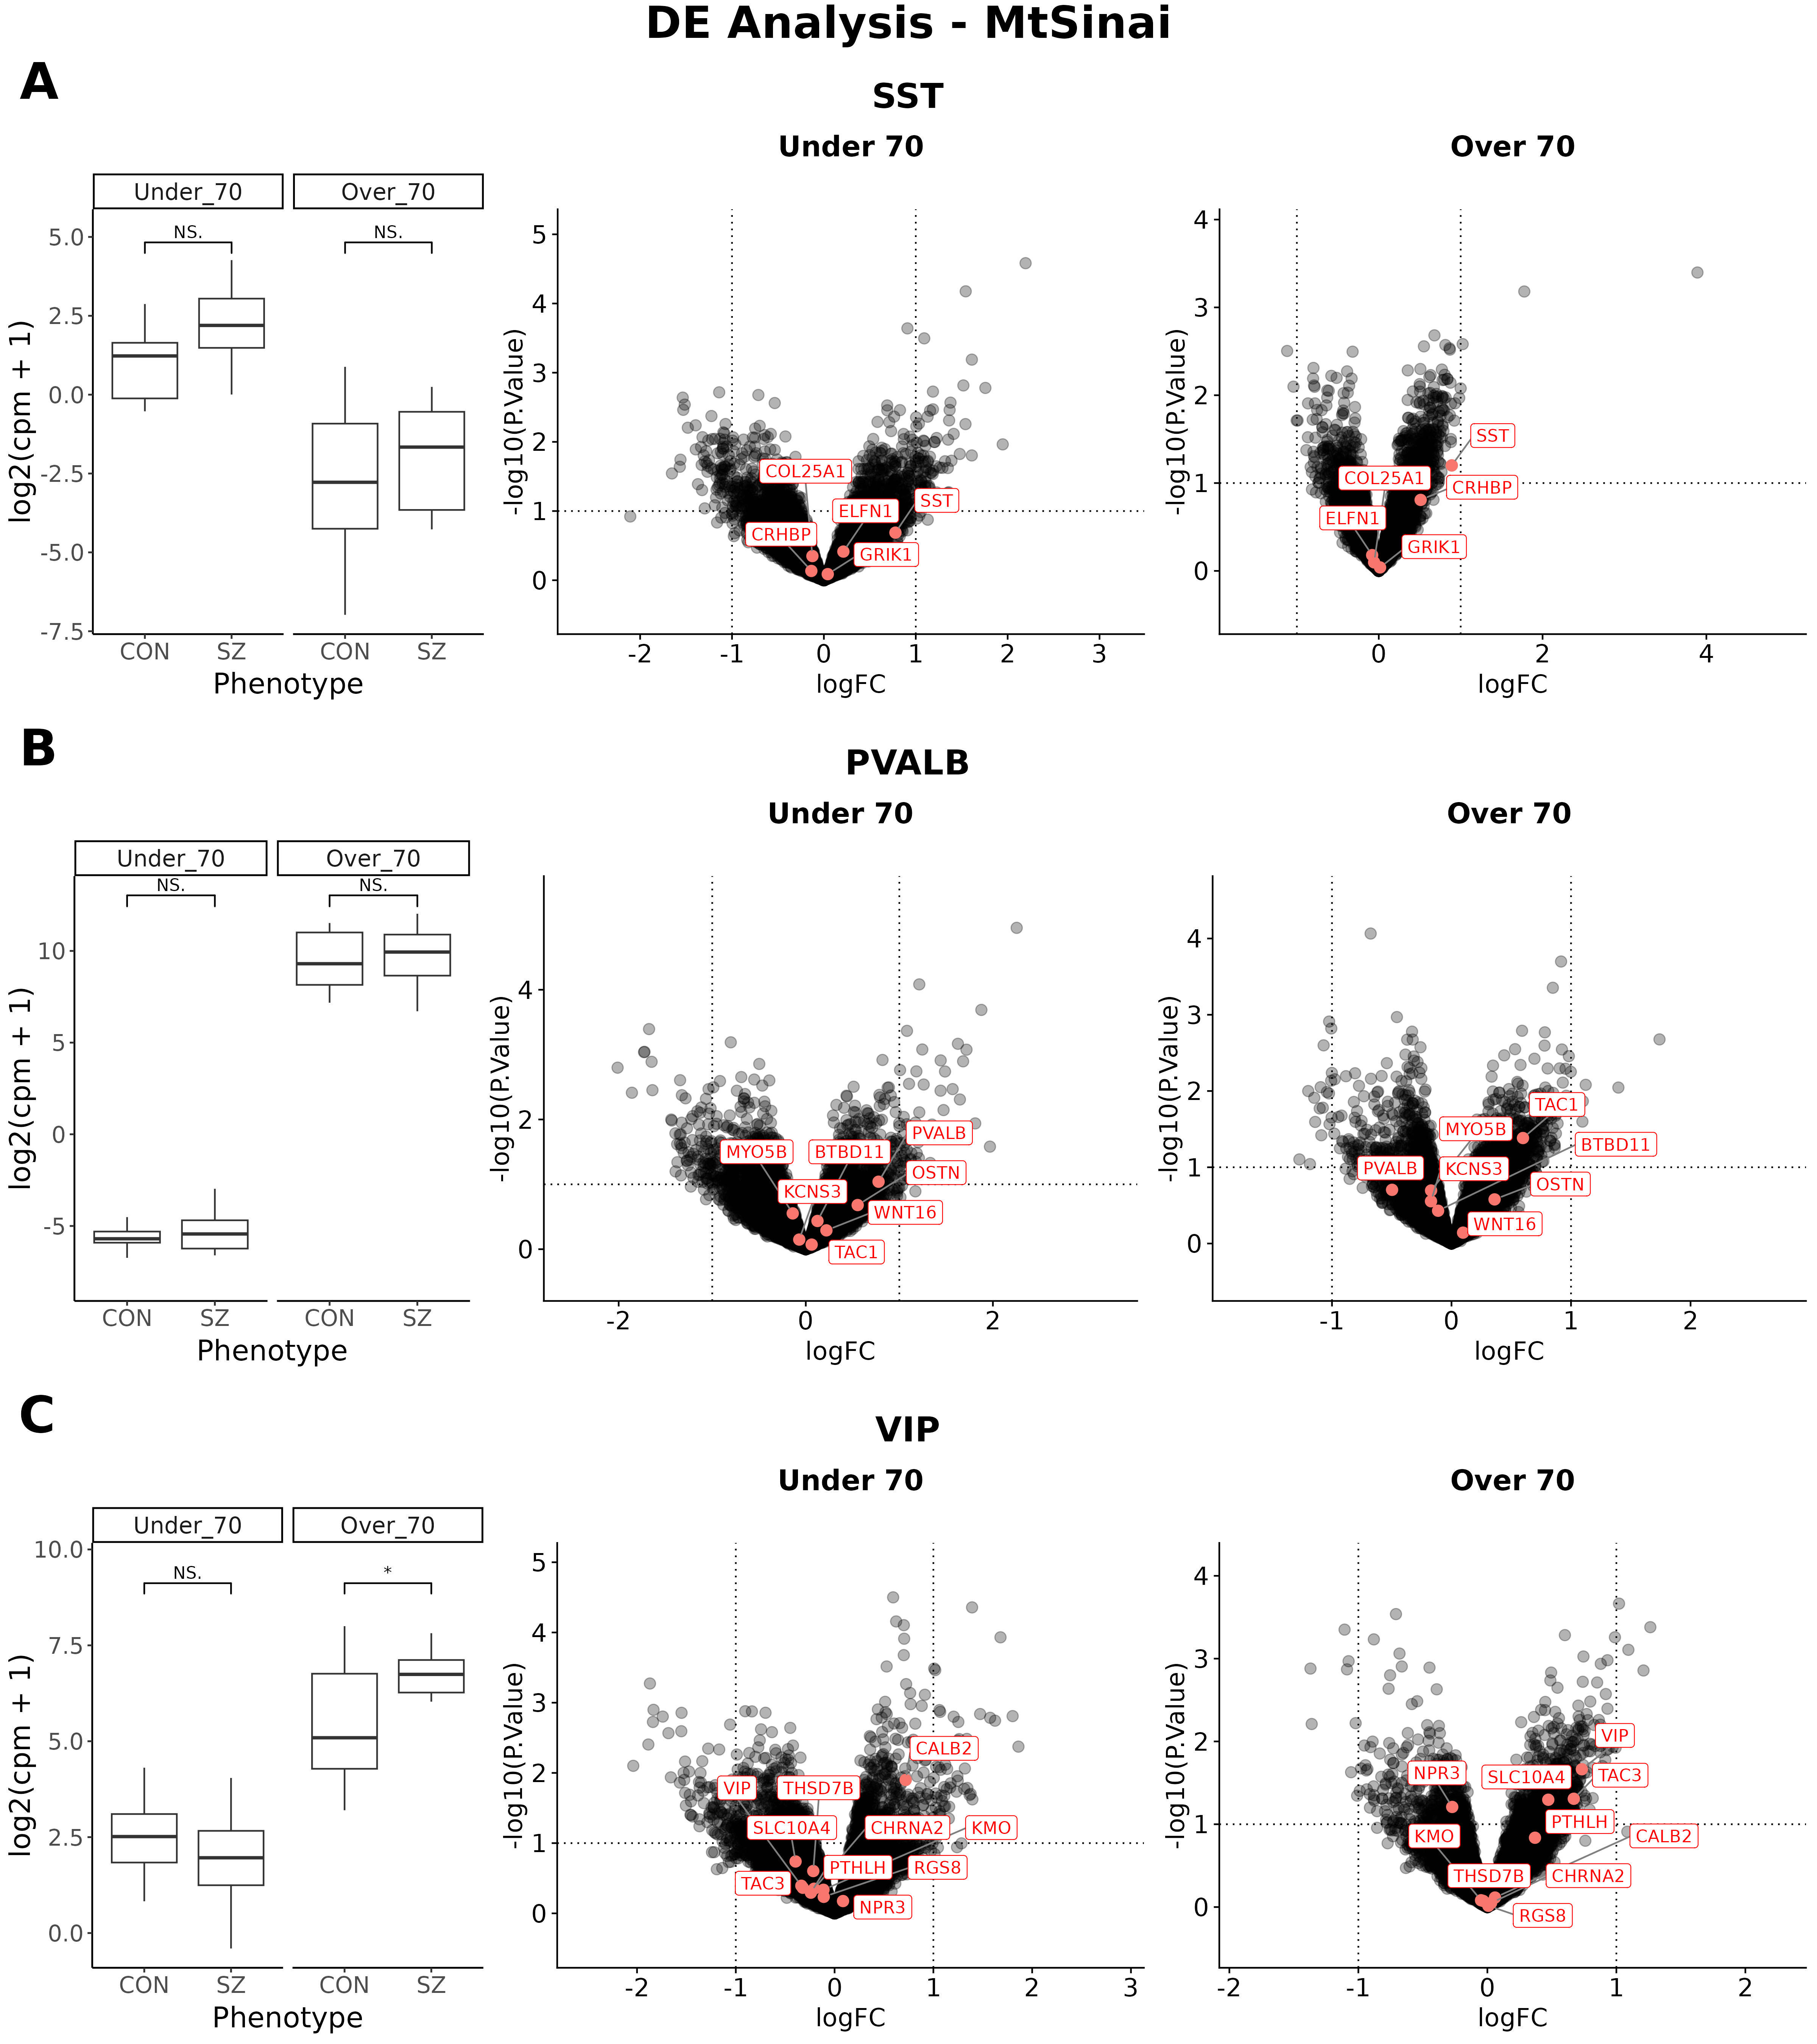 DE Analysis - MtSinai
A
SST
Under 70
Over 70
Under_70
Over_70
NS.
NS.
log2(cpm + 1)
5.0
2.5
0.0
-2.5
-5.0
-7.5
CON
SZ
CON
SZ
Phenotype
-log10(P.Value)
5
4
3
2
1
0
COL25A1
ELFN1
SST
CRHBP
GRIK1
-2
-1
0
1
2
3
logFC
-log10(P.Value)
4
3
2
1
0
SST
COL25A1
CRHBP
ELFN1
GRIK1
0
2
4
logFC
B
PVALB
Under 70
Over 70
Under_70
Over_70
NS.
NS.
log2(cpm + 1)
10
5
0
-5
CON
SZ
CON
SZ
Phenotype
-log10(P.Value)
4
2
0
PVALB
MYO5B
BTBD11
OSTN
KCNS3
WNT16
TAC1
-2
0
2
logFC
-log10(P.Value)
4
3
2
1
0
TAC1
MYO5B
BTBD11
PVALB
KCNS3
OSTN
WNT16
-1
0
1
2
logFC
C
VIP
Under 70
Over 70
Under_70
Over_70
NS.
*
log2(cpm + 1)
10.0
7.5
5.0
2.5
0.0
CON
SZ
CON
SZ
Phenotype
-log10(P.Value)
5
4
3
2
1
0
CALB2
VIP
THSD7B
SLC10A4
CHRNA2
KMO
PTHLH
RGS8
TAC3
NPR3
-2
-1
0
1
2
3
logFC
-log10(P.Value)
4
3
2
1
0
VIP
NPR3
SLC10A4
TAC3
PTHLH
KMO
CALB2
THSD7B
CHRNA2
RGS8
-2
-1
0
1
2
logFC